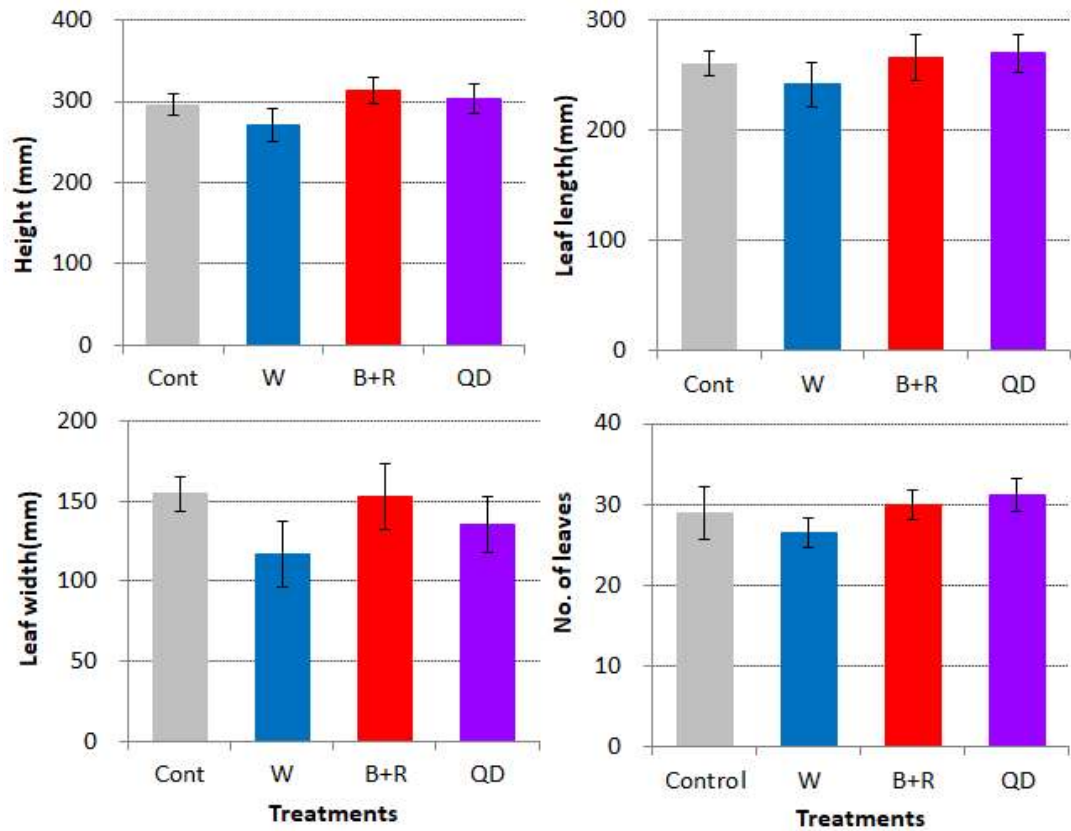 400
300
200
100
0
Height (mm)
Cont W B+R QD
300
200
100
0
Leaf length(mm)
Cont W B+R QD
200
150
100
50
0
Leaf width(mm)
Cont W B+R QD
Treatments
40
30
20
10
0
No. of leaves
Control W B+R QD
Treatments